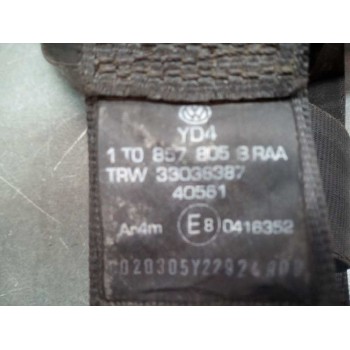 YD4
1T0 857 805 B RAA
TRW 33036387
40561
Ar4m E8 0416352